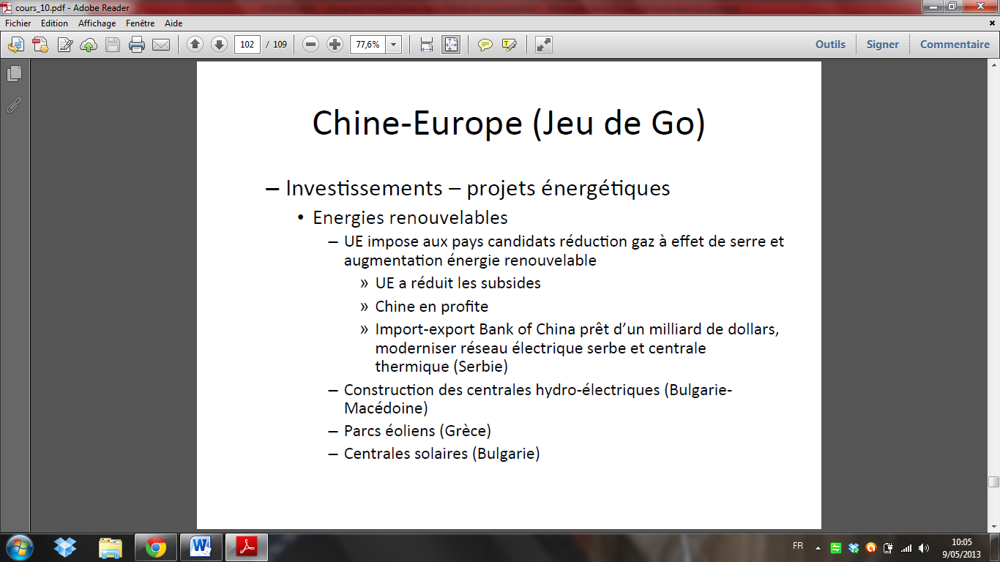 cours_10.pdf - Adobe Reader
Fichier Edition Affichage Fenêtre Aide
102 / 109 77,6% Outils Signer Commentaire
Chine-Europe (Jeu de Go)
– Investissements – projets énergétiques
• Energies renouvelables
– UE impose aux pays candidats réduction gaz à effet de serre et
augmentation énergie renouvelable
» UE a réduit les subsides
» Chine en profite
» Import-export Bank of China prêt d’un milliard de dollars,
moderniser réseau électrique serbe et centrale
thermique (Serbie)
– Construction des centrales hydro-électriques (Bulgarie-
Macédoine)
– Parcs éoliens (Grèce)
– Centrales solaires (Bulgarie)
FR 10:05
9/05/2013